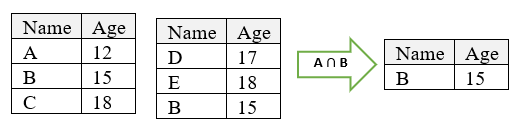 Name Age
A 12
B 15
C 18
Name Age
D 17
E 18
B 15
A ∩ B
Name Age
B 15